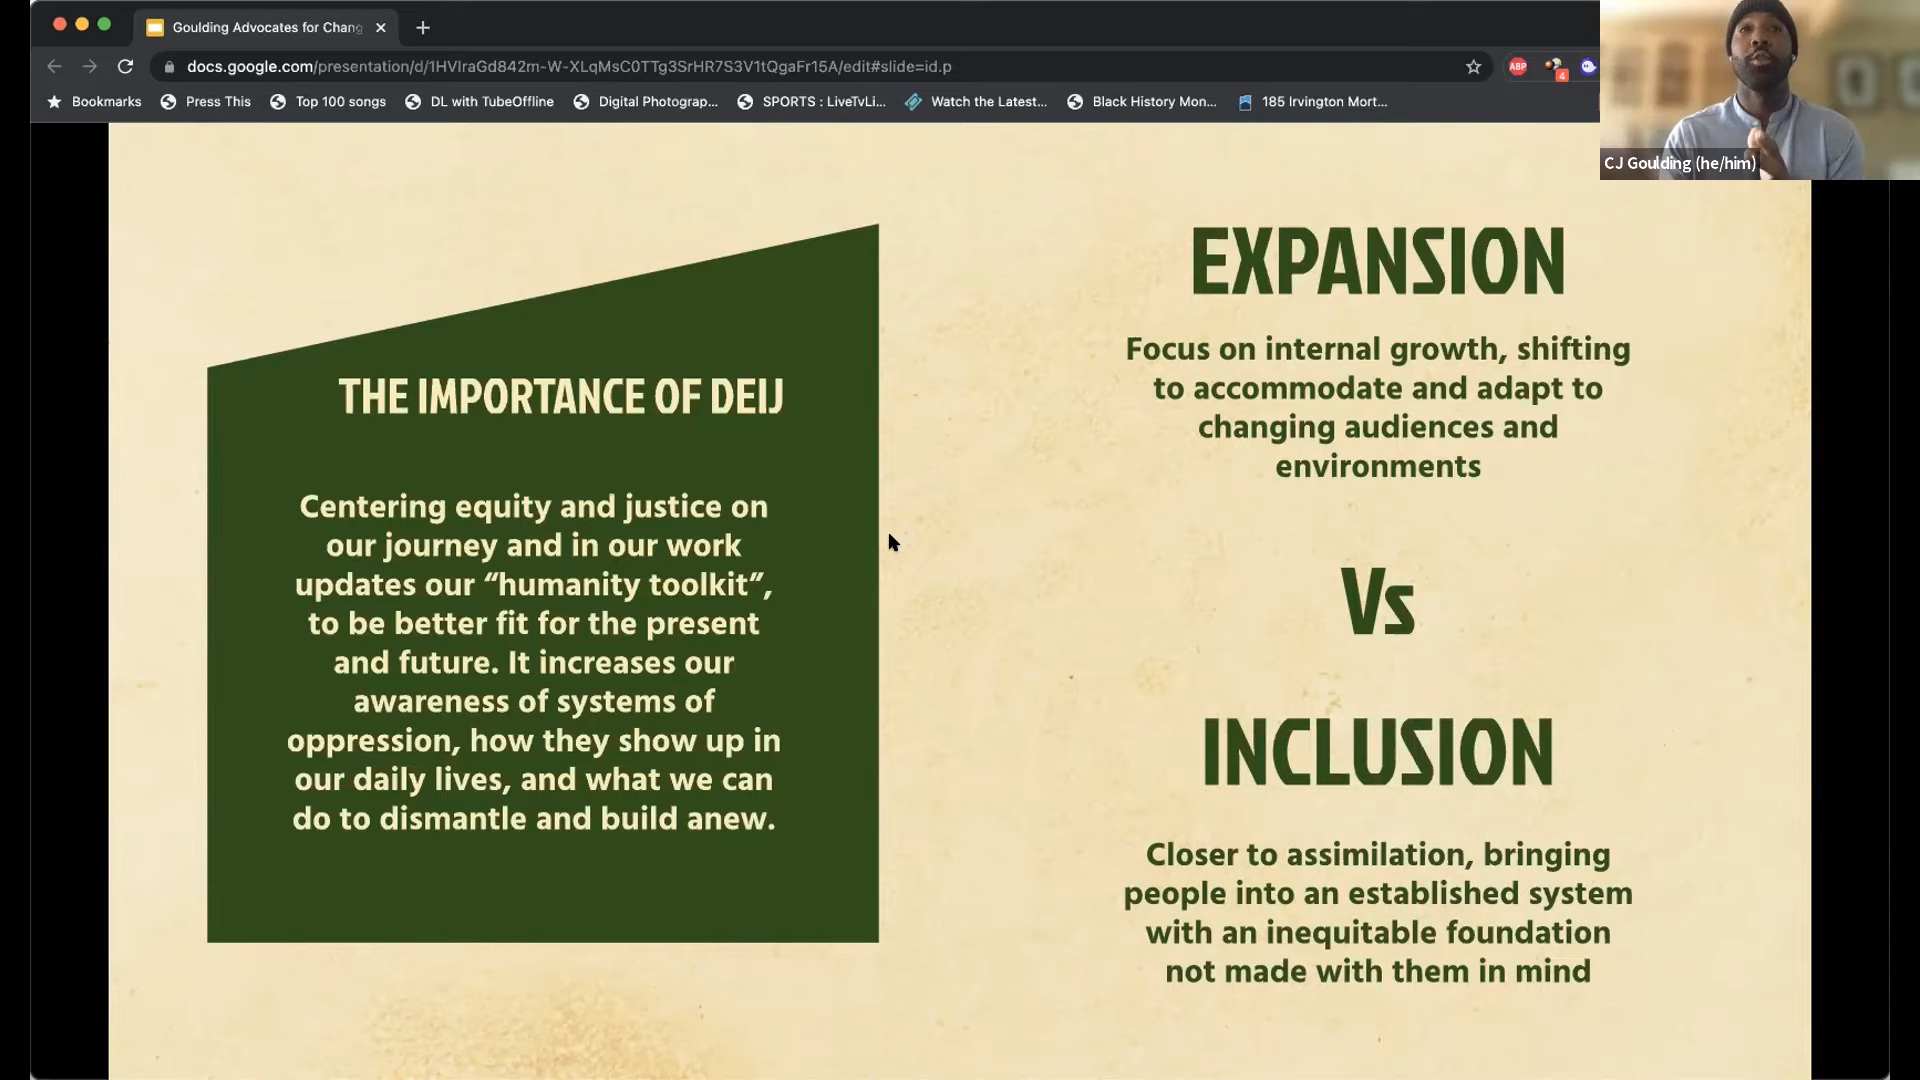 Goulding Advocates for Chang
docs.google.com/presentation/d/1HVIraGd842m-W-XLqMsC0TTg3SrHR7S3V1tQgaFr15A/edit#slide=id.p
ABP
4
Bookmarks Press This Top 100 songs DL with TubeOffline Digital Photograp... SPORTS : LiveTvLi... Watch the Latest... Black History Mon... 185 Irvington Mort...
CJ Goulding (he/him)
THE IMPORTANCE OF DEIJ
Centering equity and justice on
our journey and in our work
updates our “humanity toolkit”,
to be better fit for the present
and future. It increases our
awareness of systems of
oppression, how they show up in
our daily lives, and what we can
do to dismantle and build anew.
EXPANSION
Focus on internal growth, shifting
to accommodate and adapt to
changing audiences and
environments
Vs
INCLUSION
Closer to assimilation, bringing
people into an established system
with an inequitable foundation
not made with them in mind